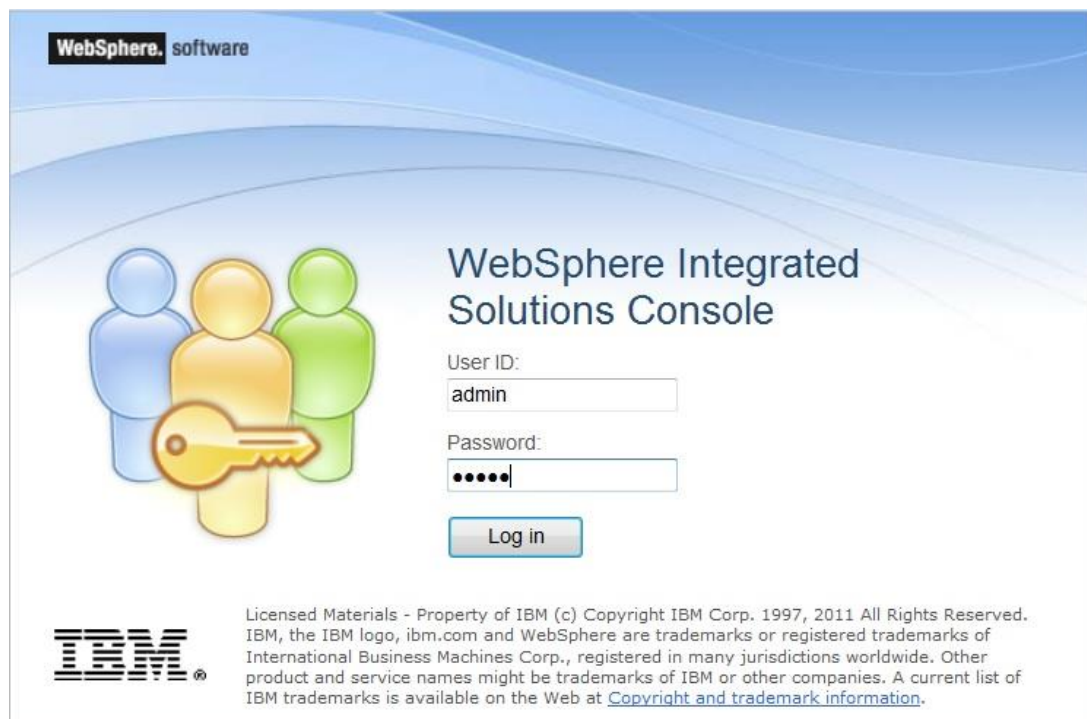 WebSphere. software
WebSphere Integrated
Solutions Console
User ID:
admin
Password:
•••••
Log in
Licensed Materials - Property of IBM (c) Copyright IBM Corp. 1997, 2011 All Rights Reserved.
IBM, the IBM logo, ibm.com and WebSphere are trademarks or registered trademarks of
International Business Machines Corp., registered in many jurisdictions worldwide. Other
product and service names might be trademarks of IBM or other companies. A current list of
IBM trademarks is available on the Web at Copyright and trademark information.
IBM®